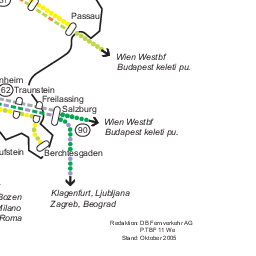 Passau
Wien Westbf
Budapest keleti pu.
nheim
62
Traunstein
Freilassing
Salzburg
Wien Westbf
90
Budapest keleti pu.
ufstein
Berchtesgaden
Bozen
Klagenfurt, Ljubljana
Milano
Zagreb, Beograd
Roma
Redaktion: DB Fernverkehr AG
P.TBF 11 We
Stand: Oktober 2005